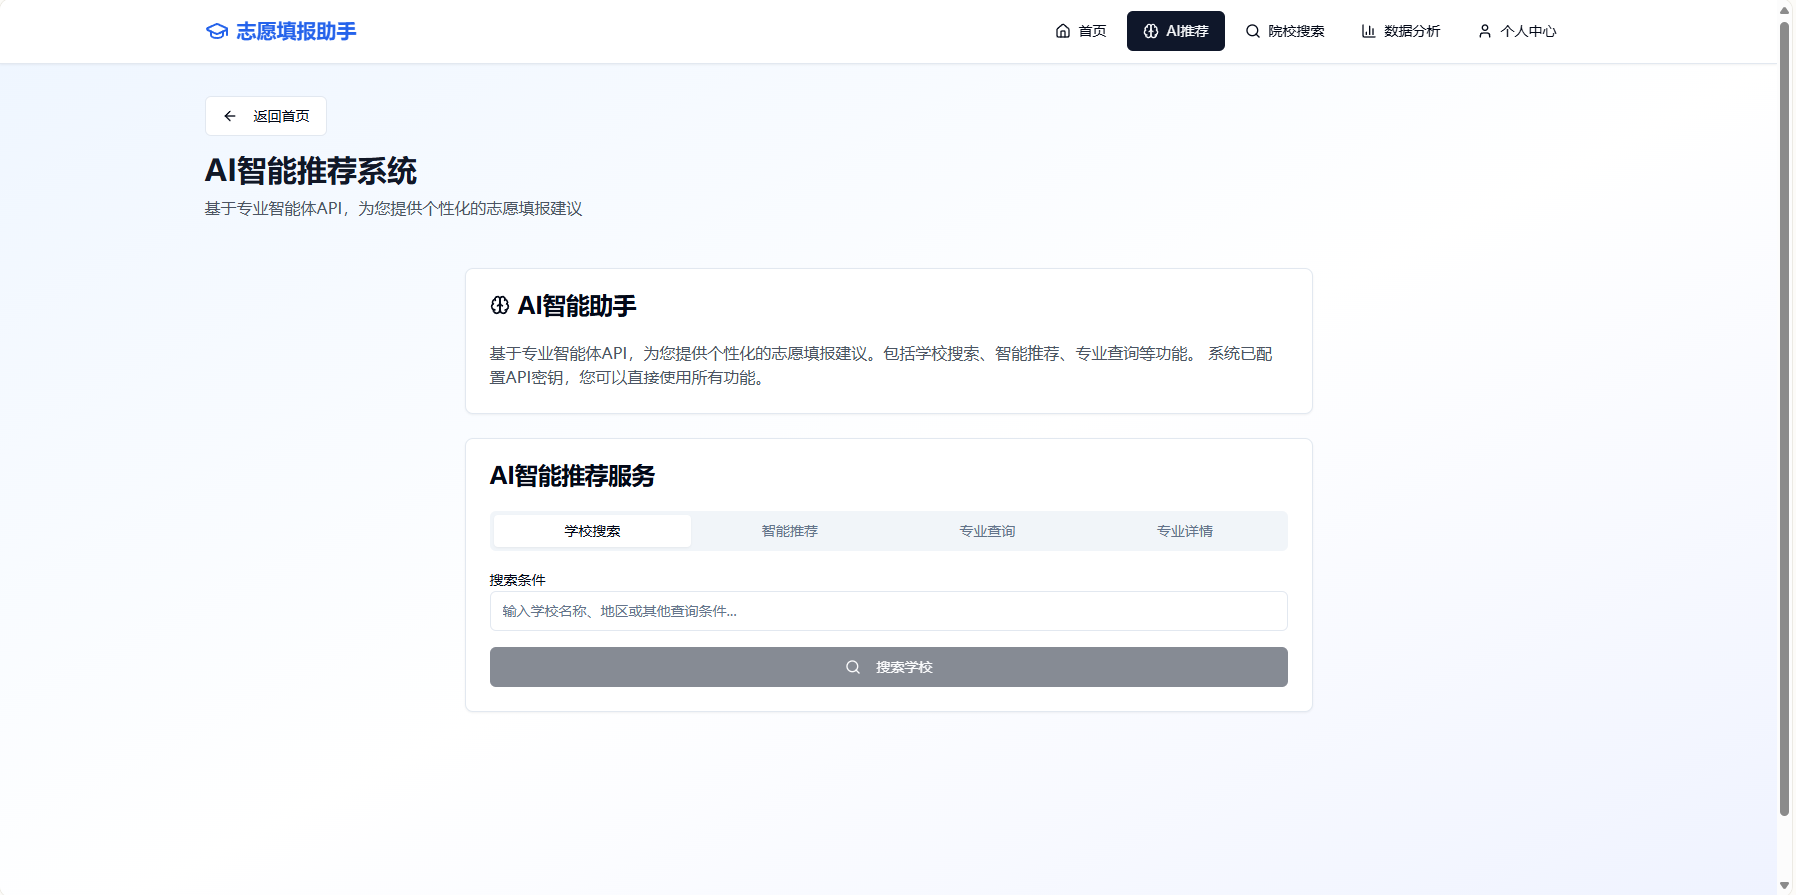 志愿填报助手
首页
AI推荐
院校搜索
数据分析
个人中心
返回首页
AI智能推荐系统
基于专业智能体API，为您提供个性化的志愿填报建议
AI智能助手
基于专业智能体API，为您提供个性化的志愿填报建议。包括学校搜索、智能推荐、专业查询等功能。 系统已配
置API密钥，您可以直接使用所有功能。
AI智能推荐服务
学校搜索
智能推荐
专业查询
专业详情
搜索条件
输入学校名称、地区或其他查询条件...
搜索学校